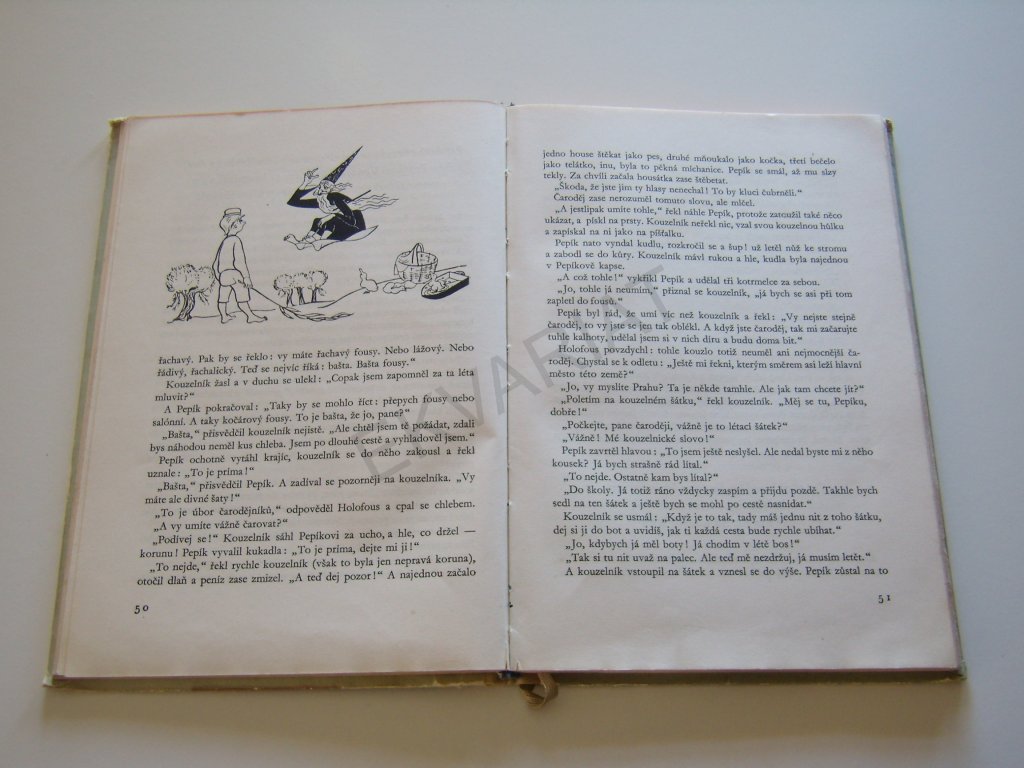 řachavý. Pak by se řeklo: vy máte řachavý fousy. Nebo lážový. Nebo
řádivý, řachalický. Teď se nejvíc říká: bašta. Bašta fousy.“
Kouzelník žasl a v duchu se ulekl: „Copak jsem zapomněl za ta léta
mluvit?“
A Pepík pokračoval: „Taky by se mohlo říct: přepych fousy nebo
salónní. A taky kočárový fousy. To je bašta, že jo, pane?“
„Bašta,“ přisvědčil kouzelník nejistě. „Ale chtěl jsem tě požádat, zdali
bys náhodou neměl kus chleba. Jsem po dlouhé cestě a vyhladověl jsem.“
Pepík ochotně vytáhl krajíc, kouzelník se do něho zakousl a řekl
uznale: „To je príma!“
„Bašta,“ přisvědčil Pepík. A zadíval se pozorněji na kouzelníka. „Vy
máte ale divné šaty!“
„To je úbor čarodějníků,“ odpověděl Holofous a cpal se chlebem.
„A vy umíte vážně čarovat?“
„Podívej se!“ Kouzelník sáhl Pepíkovi za ucho, a hle, co držel —
korunu! Pepík vyvalil kukadla: „To je príma, dejte mi ji!“
„To nejde,“ řekl rychle kouzelník (však to byla jen nepravá koruna),
otočil dlaň a peníz zase zmizel. „A teď dej pozor!“ A najednou začalo
50
jedno house štěkat jako pes, druhé mňoukalo jako kočka, třetí bečelo
jako telátko, inu, byla to pěkná míchanice. Pepík se smál, až mu slzy
tekly. Za chvíli začala housátka zase štěbetat.
„Škoda, že jste jim ty hlasy nenechal! To by kluci čubrněli.“
Čaroděj zase nerozuměl tomuto slovu, ale mlčel.
„A jestlipak umíte tohle,“ řekl náhle Pepík, protože zatoužil také něco
ukázat, a pískl na prsty. Kouzelník neřekl nic, vzal svou kouzelnou hůlku
a zapískal na ni jako na píšťalku.
Pepík nato vyndal kudlu, rozkročil se a šup! už letěl nůž ke stromu
a zabodl se do kůry. Kouzelník mávl rukou a hle, kudla byla najednou
v Pepíkově kapse.
„A což tohle!“ vykřikl Pepík a udělal tři kotrmelce za sebou.
„Jo, tohle já neumím,“ přiznal se kouzelník, „já bych se asi při tom
zapletl do fousů.“
Pepík byl rád, že umí víc než kouzelník a řekl: „Vy nejste stejně
čaroděj, to vy jste se jen tak oblékl. A když jste čaroděj, tak mi začarujte
tuhle kalhoty, udělal jsem si v nich díru a budu doma bit.“
Holofous povzdychl: tohle kouzlo totiž neuměl ani nejmocnější ča-
roděj. Chystal se k odletu: „Ještě mi řekni, kterým směrem asi leží hlavní
město této země?“
„Jo, vy myslíte Prahu? Ta je někde tamhle. Ale jak tam chcete jít?“
„Poletím na kouzelném šátku,“ řekl kouzelník. „Měj se tu, Pepíku,
dobře!“
„Počkejte, pane čaroději, vážně je to létací šátek?“
„Vážně! Mé kouzelnické slovo!“
Pepík zavrtěl hlavou: „To jsem ještě neslyšel. Ale nedal byste mi z něho
kousek? Já bych strašně rád lítal.“
„To nejde. Ostatně kam bys lítal?“
„Do školy. Já totiž ráno vždycky zaspím a přijdu pozdě. Takhle bych
sedl na ten šátek a ještě bych se mohl po cestě nasnídat.“
Kouzelník se usmál: „Když je to tak, tady máš jednu nit z toho šátku,
dej si ji do bot a uvidíš, jak ti každá cesta bude rychle ubíhat.“
„Jo, kdybych já měl boty! Já chodím v létě bos!“
„Tak si tu nit uvaž na palec. Ale teď mě nezdržuj, já musím letět.“
A kouzelník vstoupil na šátek a vznesl se do výše. Pepík zůstal na to
51